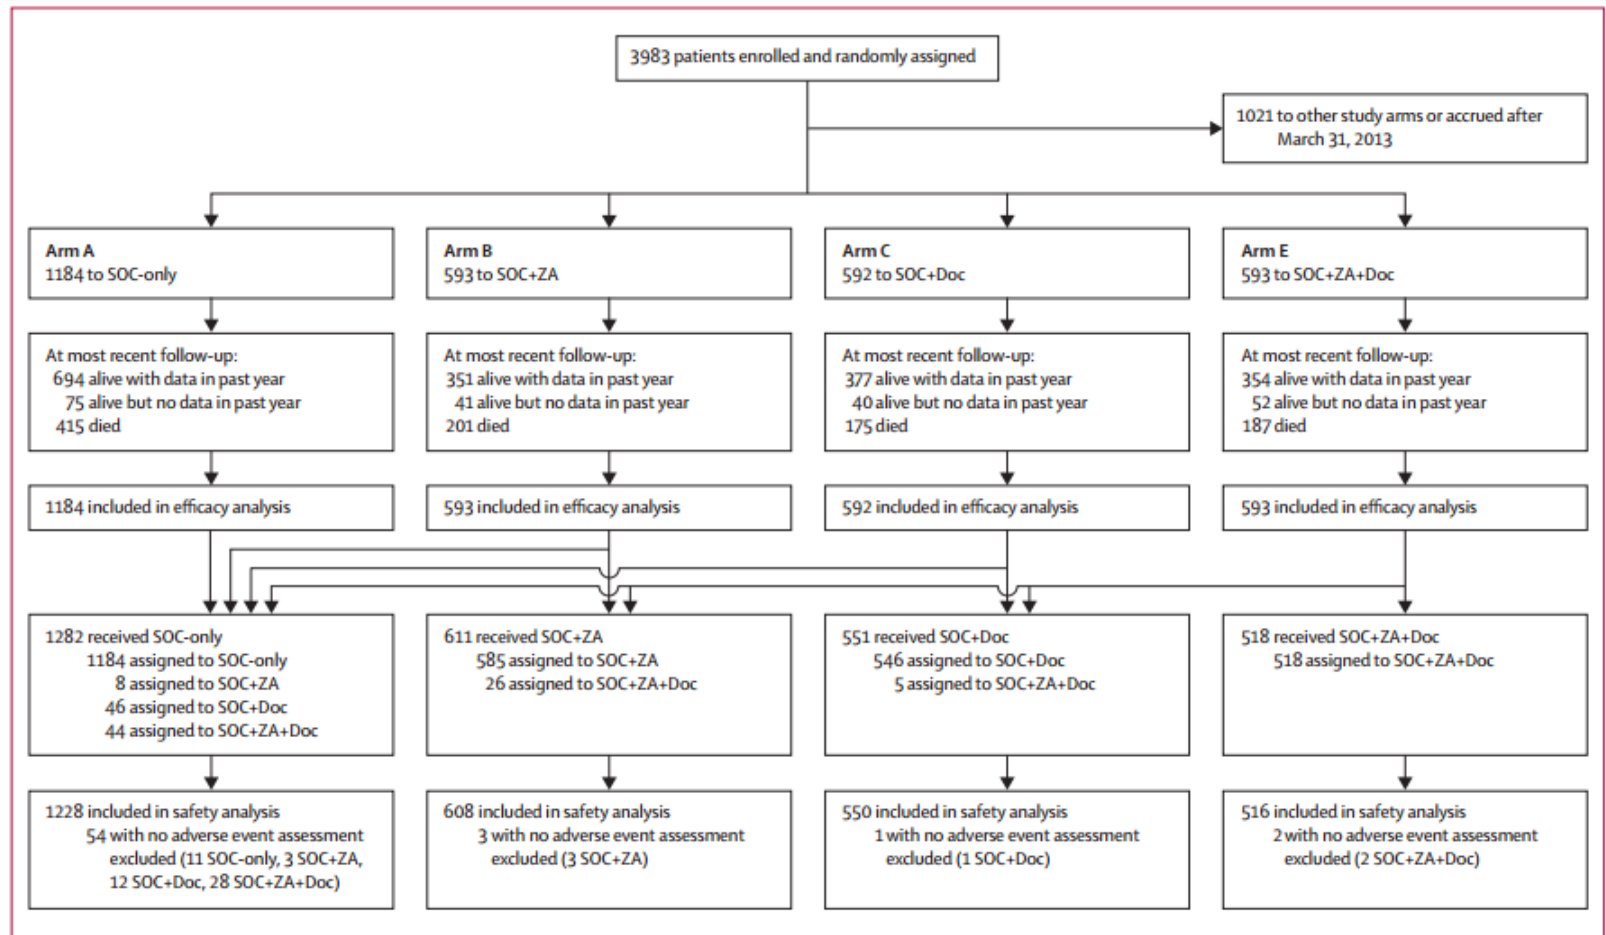 3983 patients enrolled and randomly assigned
1021 to other study arms or accrued after
March 31, 2013
Arm A
1184 to SOC-only
Arm B
593 to SOC+ZA
Arm C
592 to SOC+Doc
Arm E
593 to SOC+ZA+Doc
At most recent follow-up:
694 alive with data in past year
75 alive but no data in past year
415 died
At most recent follow-up:
351 alive with data in past year
41 alive but no data in past year
201 died
At most recent follow-up:
377 alive with data in past year
40 alive but no data in past year
175 died
At most recent follow-up:
354 alive with data in past year
52 alive but no data in past year
187 died
1184 included in efficacy analysis
593 included in efficacy analysis
592 included in efficacy analysis
593 included in efficacy analysis
1282 received SOC-only
1184 assigned to SOC-only
8 assigned to SOC+ZA
46 assigned to SOC+Doc
44 assigned to SOC+ZA+Doc
611 received SOC+ZA
585 assigned to SOC+ZA
26 assigned to SOC+ZA+Doc
551 received SOC+Doc
546 assigned to SOC+Doc
5 assigned to SOC+ZA+Doc
518 received SOC+ZA+Doc
518 assigned to SOC+ZA+Doc
1228 included in safety analysis
54 with no adverse event assessment
excluded (11 SOC-only, 3 SOC+ZA,
12 SOC+Doc, 28 SOC+ZA+Doc)
608 included in safety analysis
3 with no adverse event assessment
excluded (3 SOC+ZA)
550 included in safety analysis
1 with no adverse event assessment
excluded (1 SOC+Doc)
516 included in safety analysis
2 with no adverse event assessment
excluded (2 SOC+ZA+Doc)